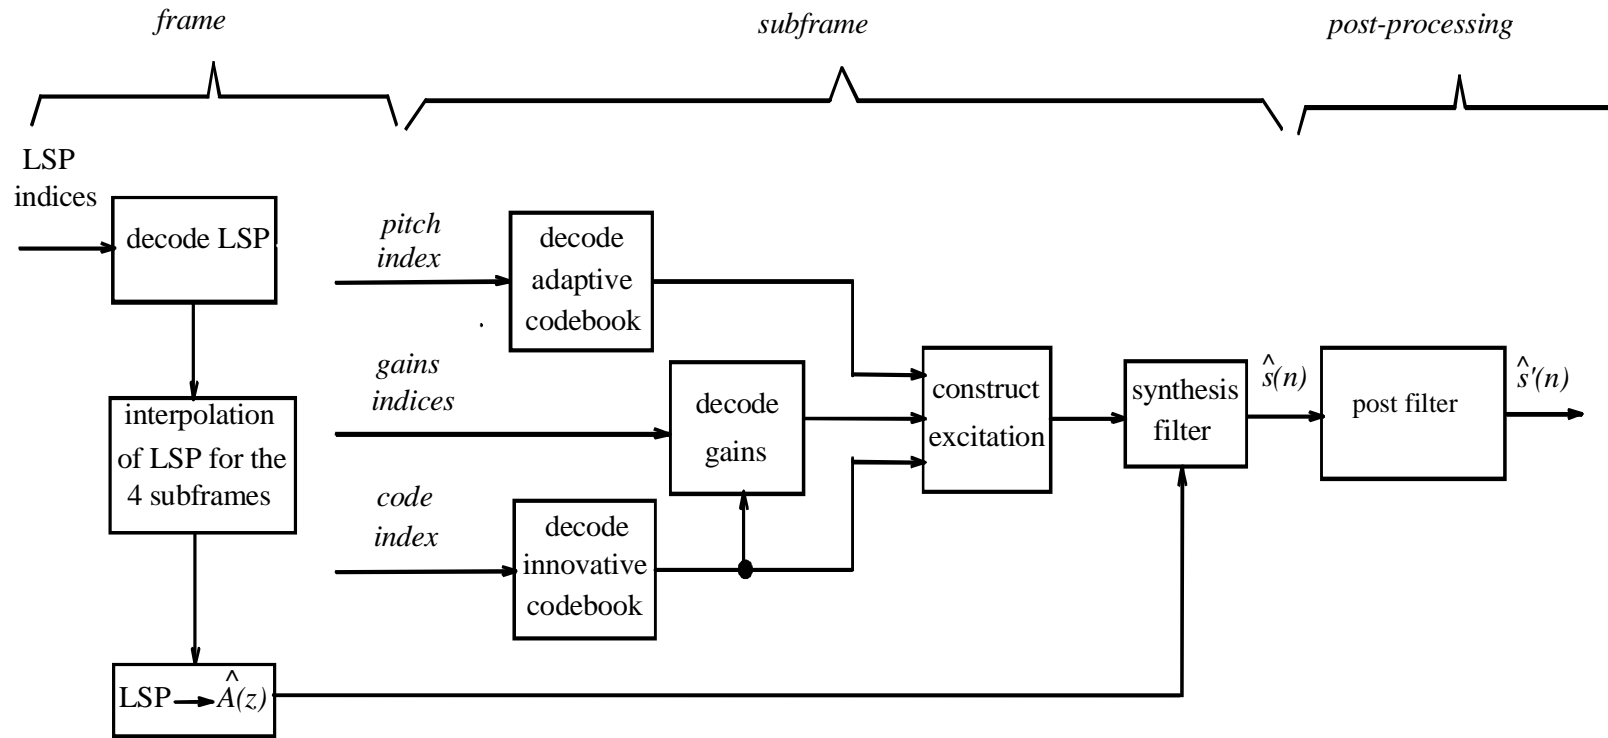 frame
subframe
post-processing
LSP
indices
decode LSP
interpolation
of LSP for the
4 subframes
LSP → Â(z)
pitch
index
decode
adaptive
codebook
gains
indices
decode
gains
code
index
decode
innovative
codebook
construct
excitation
synthesis
filter
ŝ(n)
post filter
ŝ'(n)